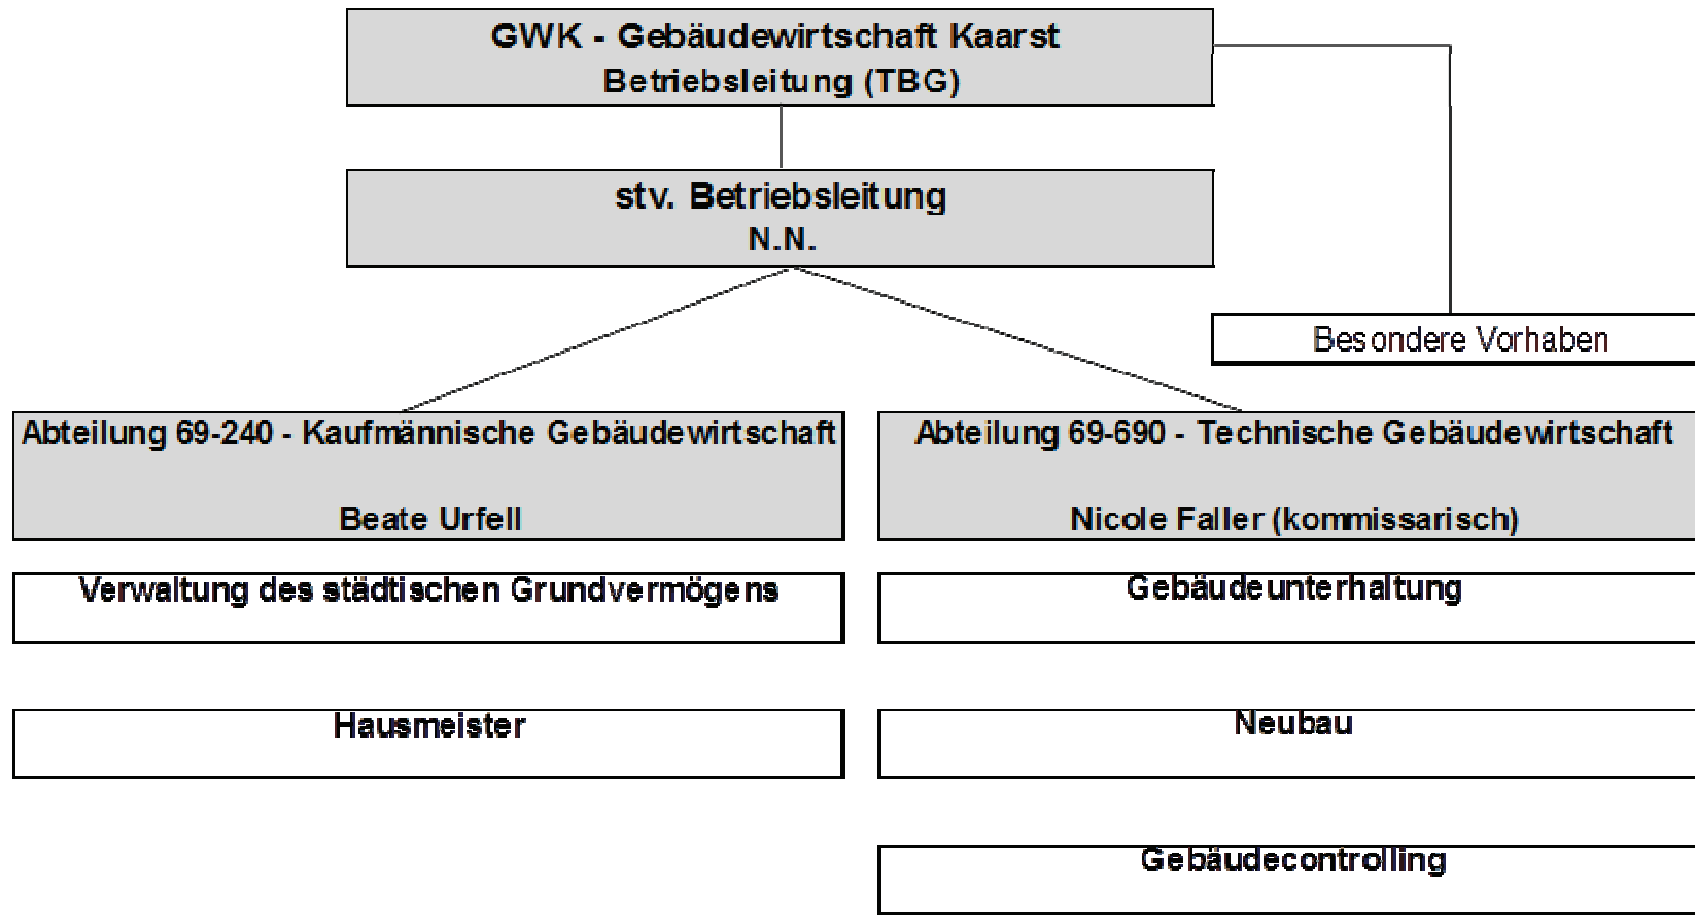 GWK - Gebäudewirtschaft Kaarst
Betriebsleitung (TBG)
stv. Betriebsleitung
N.N.
Besondere Vorhaben
Abteilung 69-240 - Kaufmännische Gebäudewirtschaft
Beate Urfell
Verwaltung des städtischen Grundvermögens
Hausmeister
Abteilung 69-690 - Technische Gebäudewirtschaft
Nicole Faller (kommissarisch)
Gebäudeunterhaltung
Neubau
Gebäudecontrolling